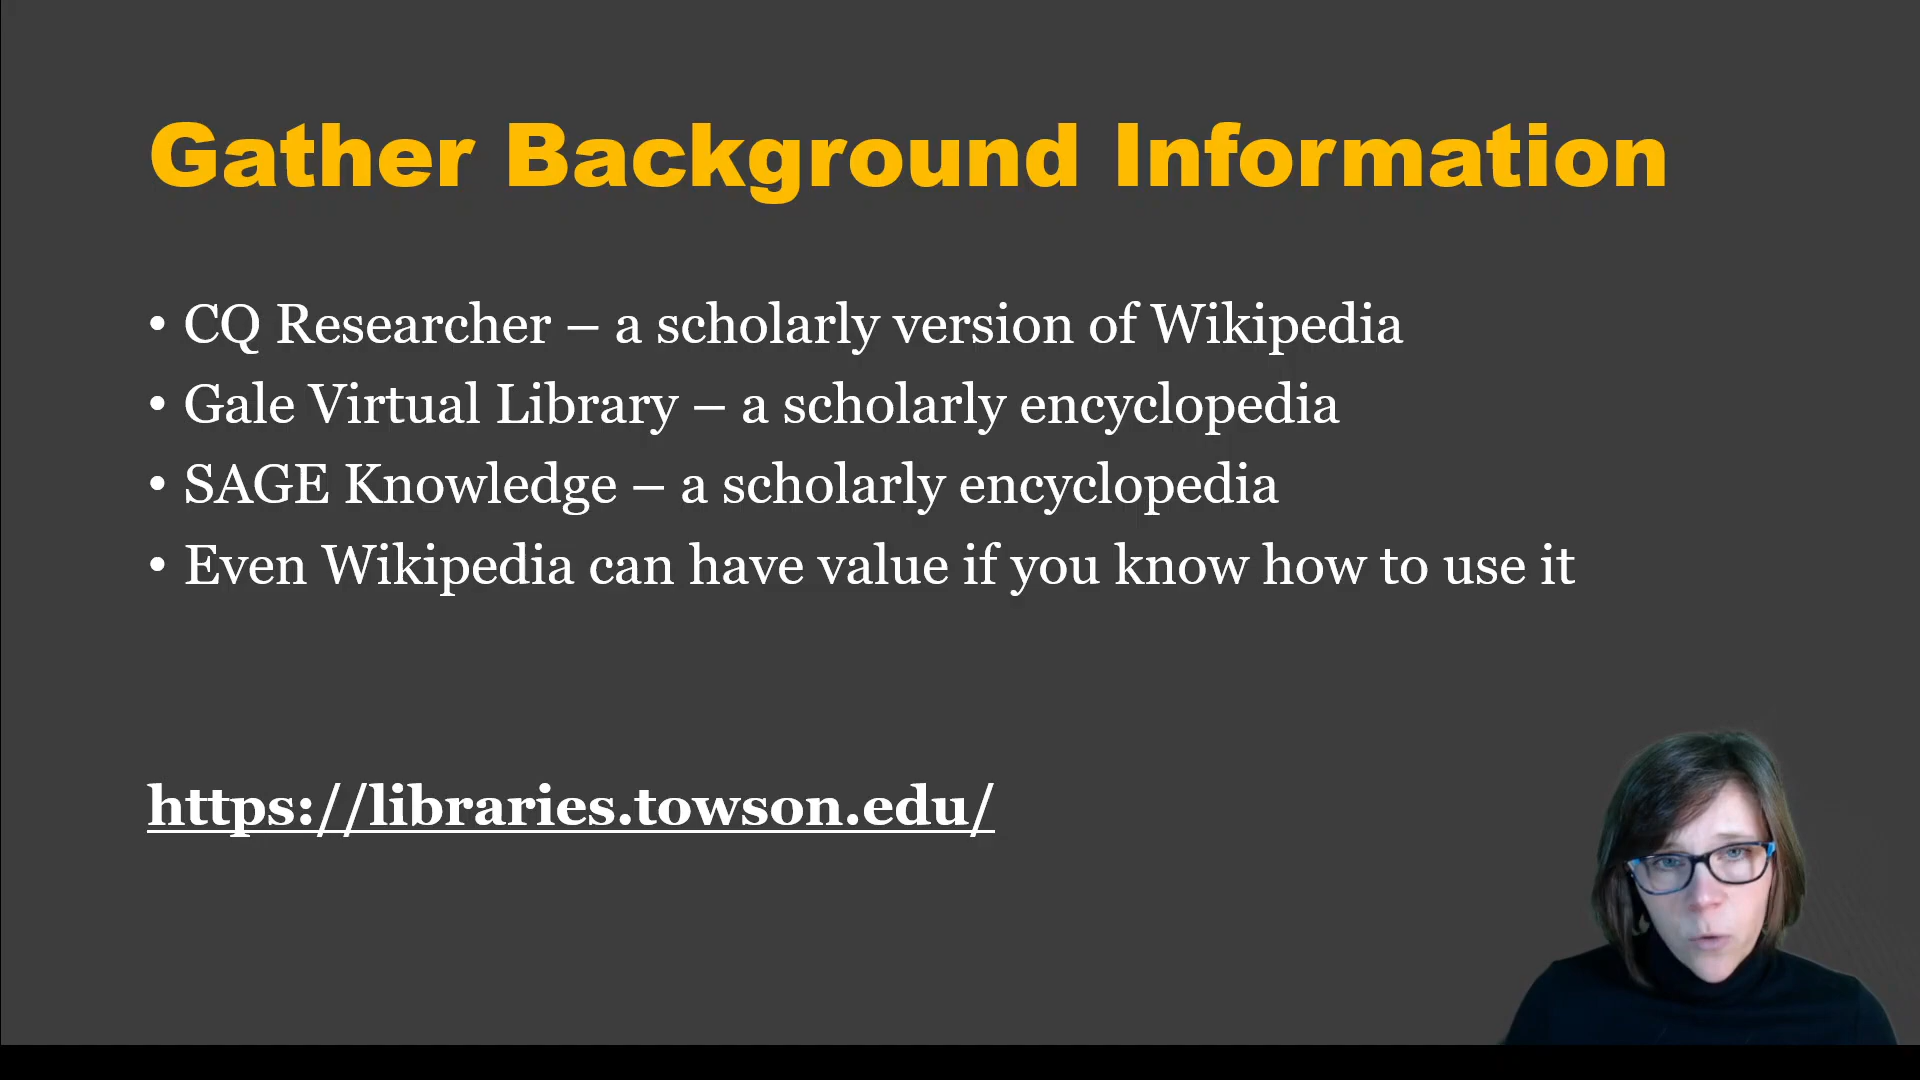 Gather Background Information
• CQ Researcher – a scholarly version of Wikipedia
• Gale Virtual Library – a scholarly encyclopedia
• SAGE Knowledge – a scholarly encyclopedia
• Even Wikipedia can have value if you know how to use it
https://libraries.towson.edu/